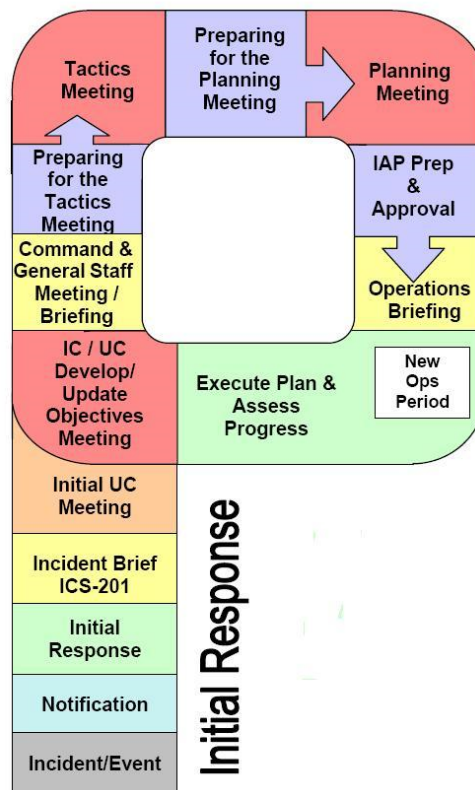 Tactics
Meeting
Preparing
for the
Planning
Meeting
Planning
Meeting
Preparing
for the
Tactics
Meeting
IAP Prep
&
Approval
Command &
General Staff
Meeting /
Briefing
Operations
Briefing
IC / UC
Develop/
Update
Objectives
Meeting
Execute Plan &
Assess
Progress
New
Ops
Period
Initial UC
Meeting
Incident Brief
ICS-201
Initial
Response
Notification
Incident/Event
Initial Response